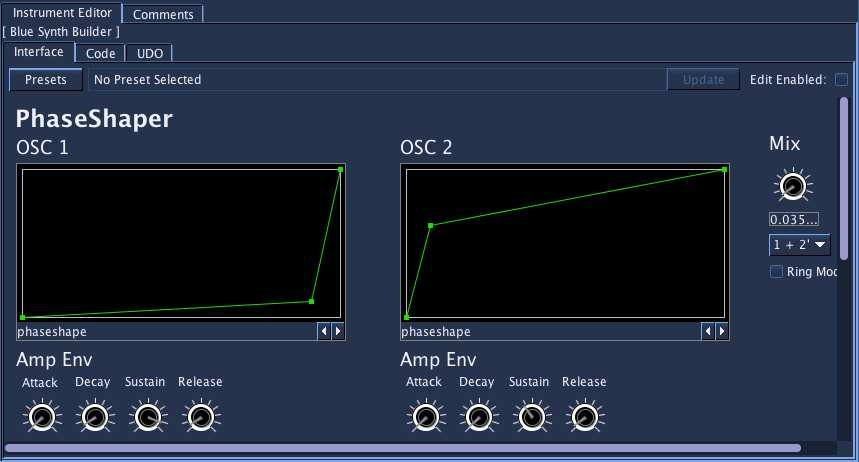 Instrument Editor Comments
[ Blue Synth Builder ]
Interface Code UDO
Presets No Preset Selected Update Edit Enabled:
PhaseShaper
OSC 1 OSC 2 Mix
0.035...
1 + 2'
Ring Mod
phaseshape phaseshape
Amp Env Amp Env
Attack Decay Sustain Release Attack Decay Sustain Release